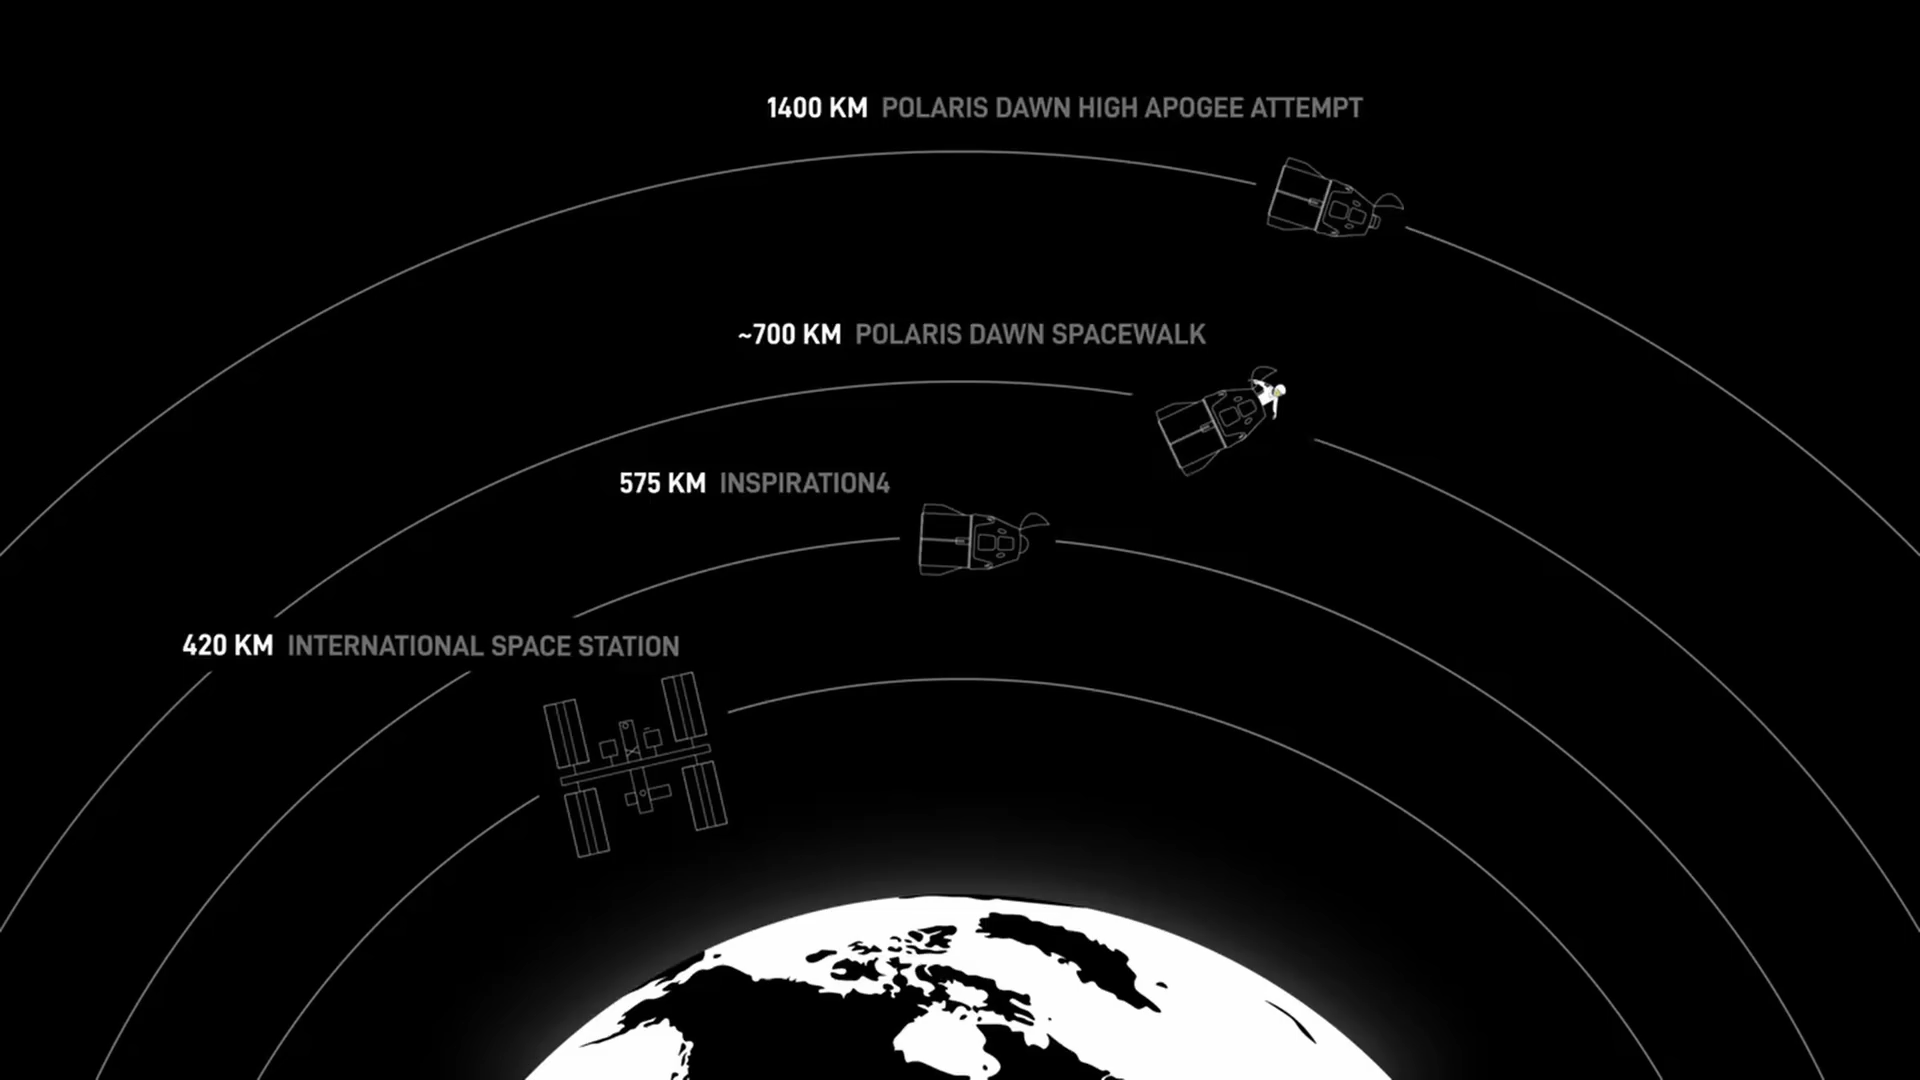 1400 KM POLARIS DAWN HIGH APOGEE ATTEMPT
~700 KM POLARIS DAWN SPACEWALK
575 KM INSPIRATION4
420 KM INTERNATIONAL SPACE STATION